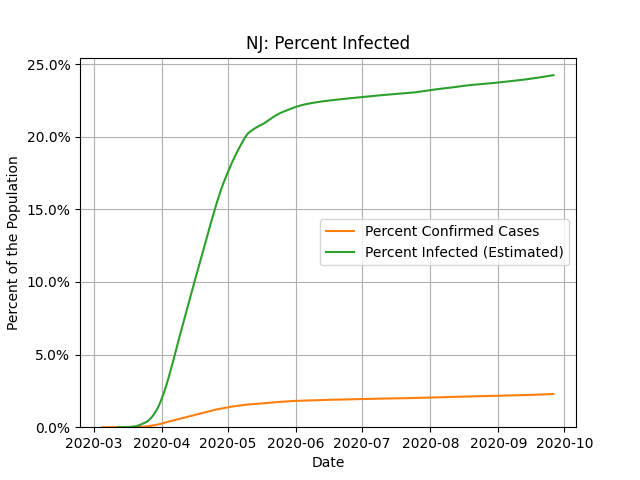 NJ: Percent Infected
25.0%
20.0%
15.0%
10.0%
5.0%
0.0%
Percent of the Population
Percent Confirmed Cases
Percent Infected (Estimated)
2020-03 2020-04 2020-05 2020-06 2020-07 2020-08 2020-09 2020-10
Date